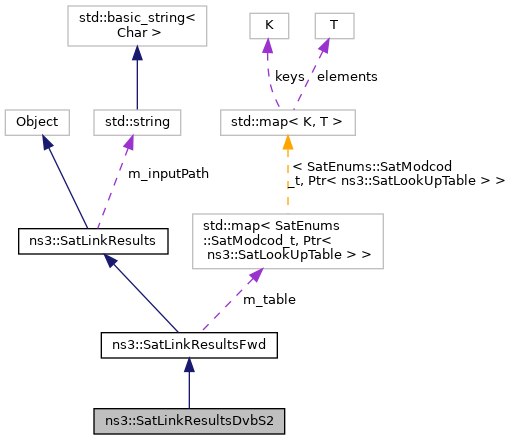 std::basic_string<
Char >
K
T
keys
elements
Object
std::string
std::map< K, T >
m_inputPath
< SatEnums::SatModcod
_t, Ptr< ns3::SatLookUpTable > >
ns3::SatLinkResults
std::map< SatEnums
::SatModcod_t, Ptr<
ns3::SatLookUpTable > >
m_table
ns3::SatLinkResultsFwd
ns3::SatLinkResultsDvbS2